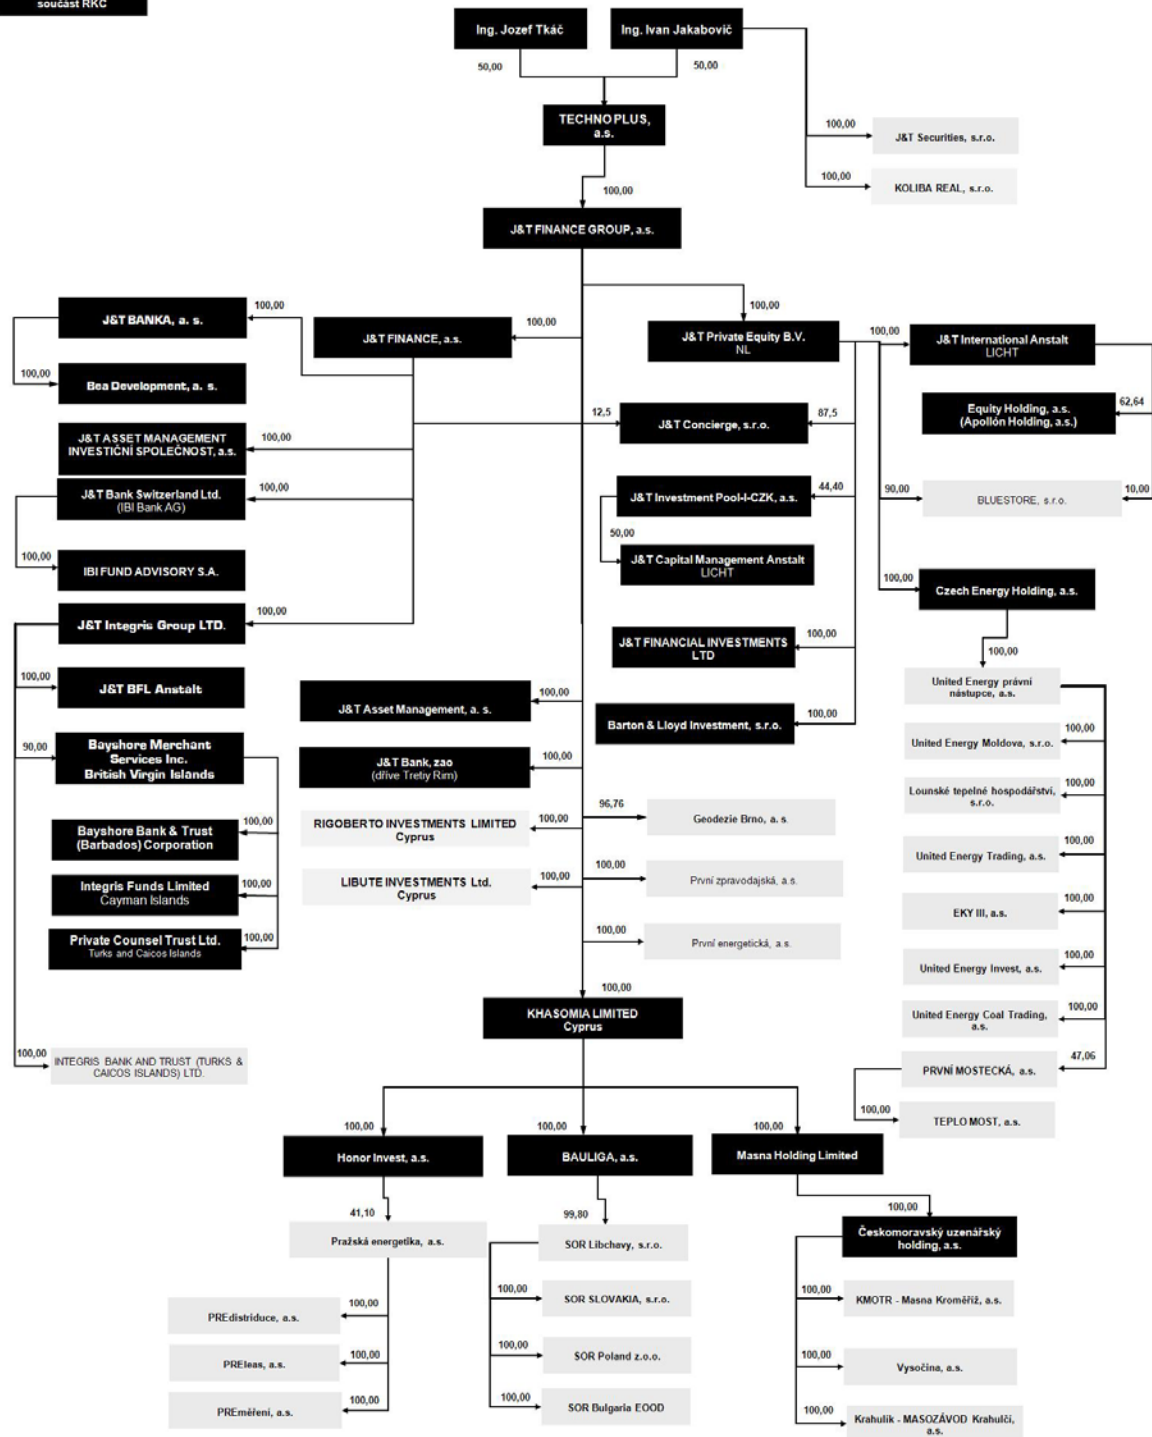 součást RKC
Ing. Jozef Tkáč
Ing. Ivan Jakabovič
50,00
50,00
TECHNO PLUS,
a.s.
100,00
J&T Securities, s.r.o.
100,00
KOLIBA REAL, s.r.o.
100,00
J&T FINANCE GROUP, a.s.
100,00
J&T BANKA, a. s.
100,00
Bea Development, a. s.
J&T FINANCE, a.s.
100,00
100,00
J&T Private Equity B.V.
NL
100,00
J&T International Anstalt
LICHT
62,64
Equity Holding, a.s.
(Apollón Holding, a.s.)
12,5
J&T Concierge, s.r.o.
87,5
J&T ASSET MANAGEMENT
INVESTIČNÍ SPOLEČNOST, a.s.
100,00
J&T Bank Switzerland Ltd.
(IBI Bank AG)
100,00
J&T Investment Pool-I-CZK, a.s.
44,40
90,00
BLUESTORE, s.r.o.
10,00
50,00
J&T Capital Management Anstalt
LICHT
100,00
IBI FUND ADVISORY S.A.
100,00
Czech Energy Holding, a.s.
J&T Integris Group LTD.
100,00
J&T FINANCIAL INVESTMENTS
LTD
100,00
100,00
United Energy právní
nástupce, a.s.
100,00
J&T BFL Anstalt
J&T Asset Management, a. s.
100,00
Barton & Lloyd Investment, s.r.o.
100,00
United Energy Moldova, s.r.o.
100,00
90,00
Bayshore Merchant
Services Inc.
British Virgin Islands
J&T Bank, zao
(dříve Tretiy Rim)
100,00
Lounské tepelné hospodářství,
s.r.o.
100,00
Bayshore Bank & Trust
(Barbados) Corporation
100,00
RIGOBERTO INVESTMENTS LIMITED
Cyprus
100,00
96,76
Geodezie Brno, a. s.
United Energy Trading, a.s.
100,00
Integris Funds Limited
Cayman Islands
100,00
LIBUTE INVESTMENTS Ltd.
Cyprus
100,00
100,00
První zpravodajská, a.s.
EKY III, a.s.
100,00
Private Counsel Trust Ltd.
Turks and Caicos Islands
100,00
100,00
První energetická, a.s.
United Energy Invest, a.s.
100,00
100,00
KHASOMIA LIMITED
Cyprus
United Energy Coal Trading,
a.s.
100,00
100,00
INTEGRIS BANK AND TRUST (TURKS &
CAICOS ISLANDS) LTD.
PRVNÍ MOSTECKÁ, a.s.
47,06
100,00
TEPLO MOST, a.s.
100,00
100,00
100,00
Honor Invest, a.s.
BAULIGA, a.s.
Masna Holding Limited
41,10
99,80
100,00
Pražská energetika, a.s.
SOR Libchavy, s.r.o.
Českomoravský uzenářský
holding, a.s.
PREdistribuce, a.s.
100,00
100,00
SOR SLOVAKIA, s.r.o.
100,00
KMOTR - Masna Kroměříž, a.s.
PREleas, a.s.
100,00
100,00
SOR Poland z.o.o.
100,00
Vysočina, a.s.
PREměření, a.s.
100,00
100,00
SOR Bulgaria EOOD
100,00
Krahulík - MASOZÁVOD Krahulčí,
a.s.